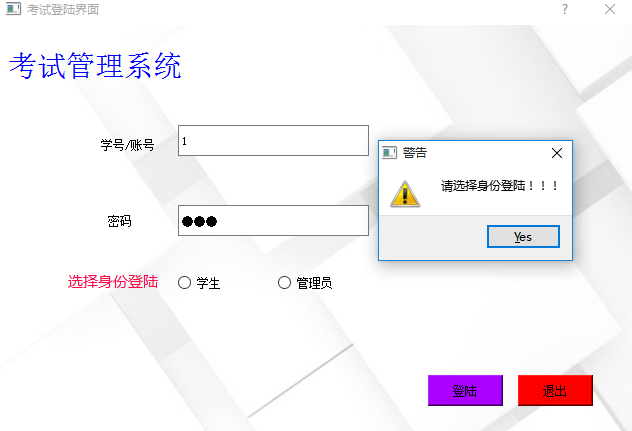 考试登陆界面
考试管理系统
学号/账号 1
警告
请选择身份登陆！！！
Yes
密码 ●●●
选择身份登陆 学生 管理员
登陆 退出